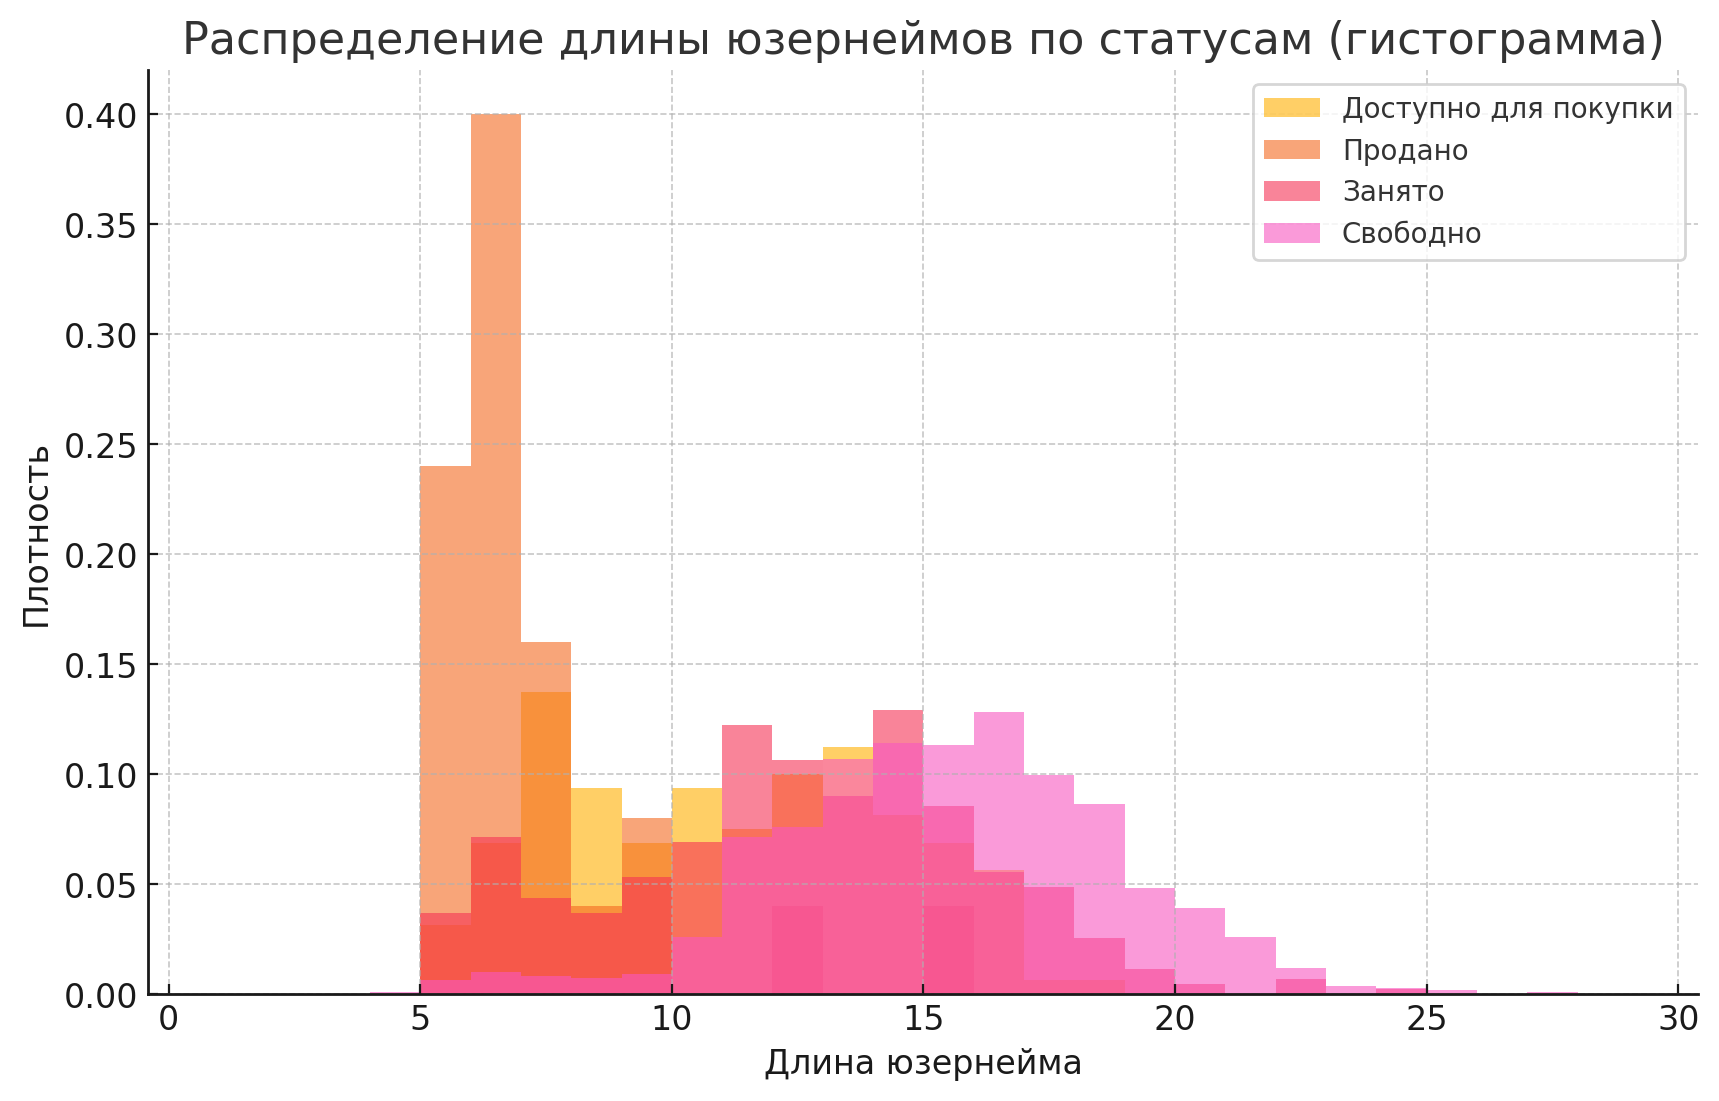 Распределение длины юзернеймов по статусам (гистограмма)
Доступно для покупки
Продано
Занято
Свободно
Плотность
0.40
0.35
0.30
0.25
0.20
0.15
0.10
0.05
0.00
0 5 10 15 20 25 30
Длина юзернейма